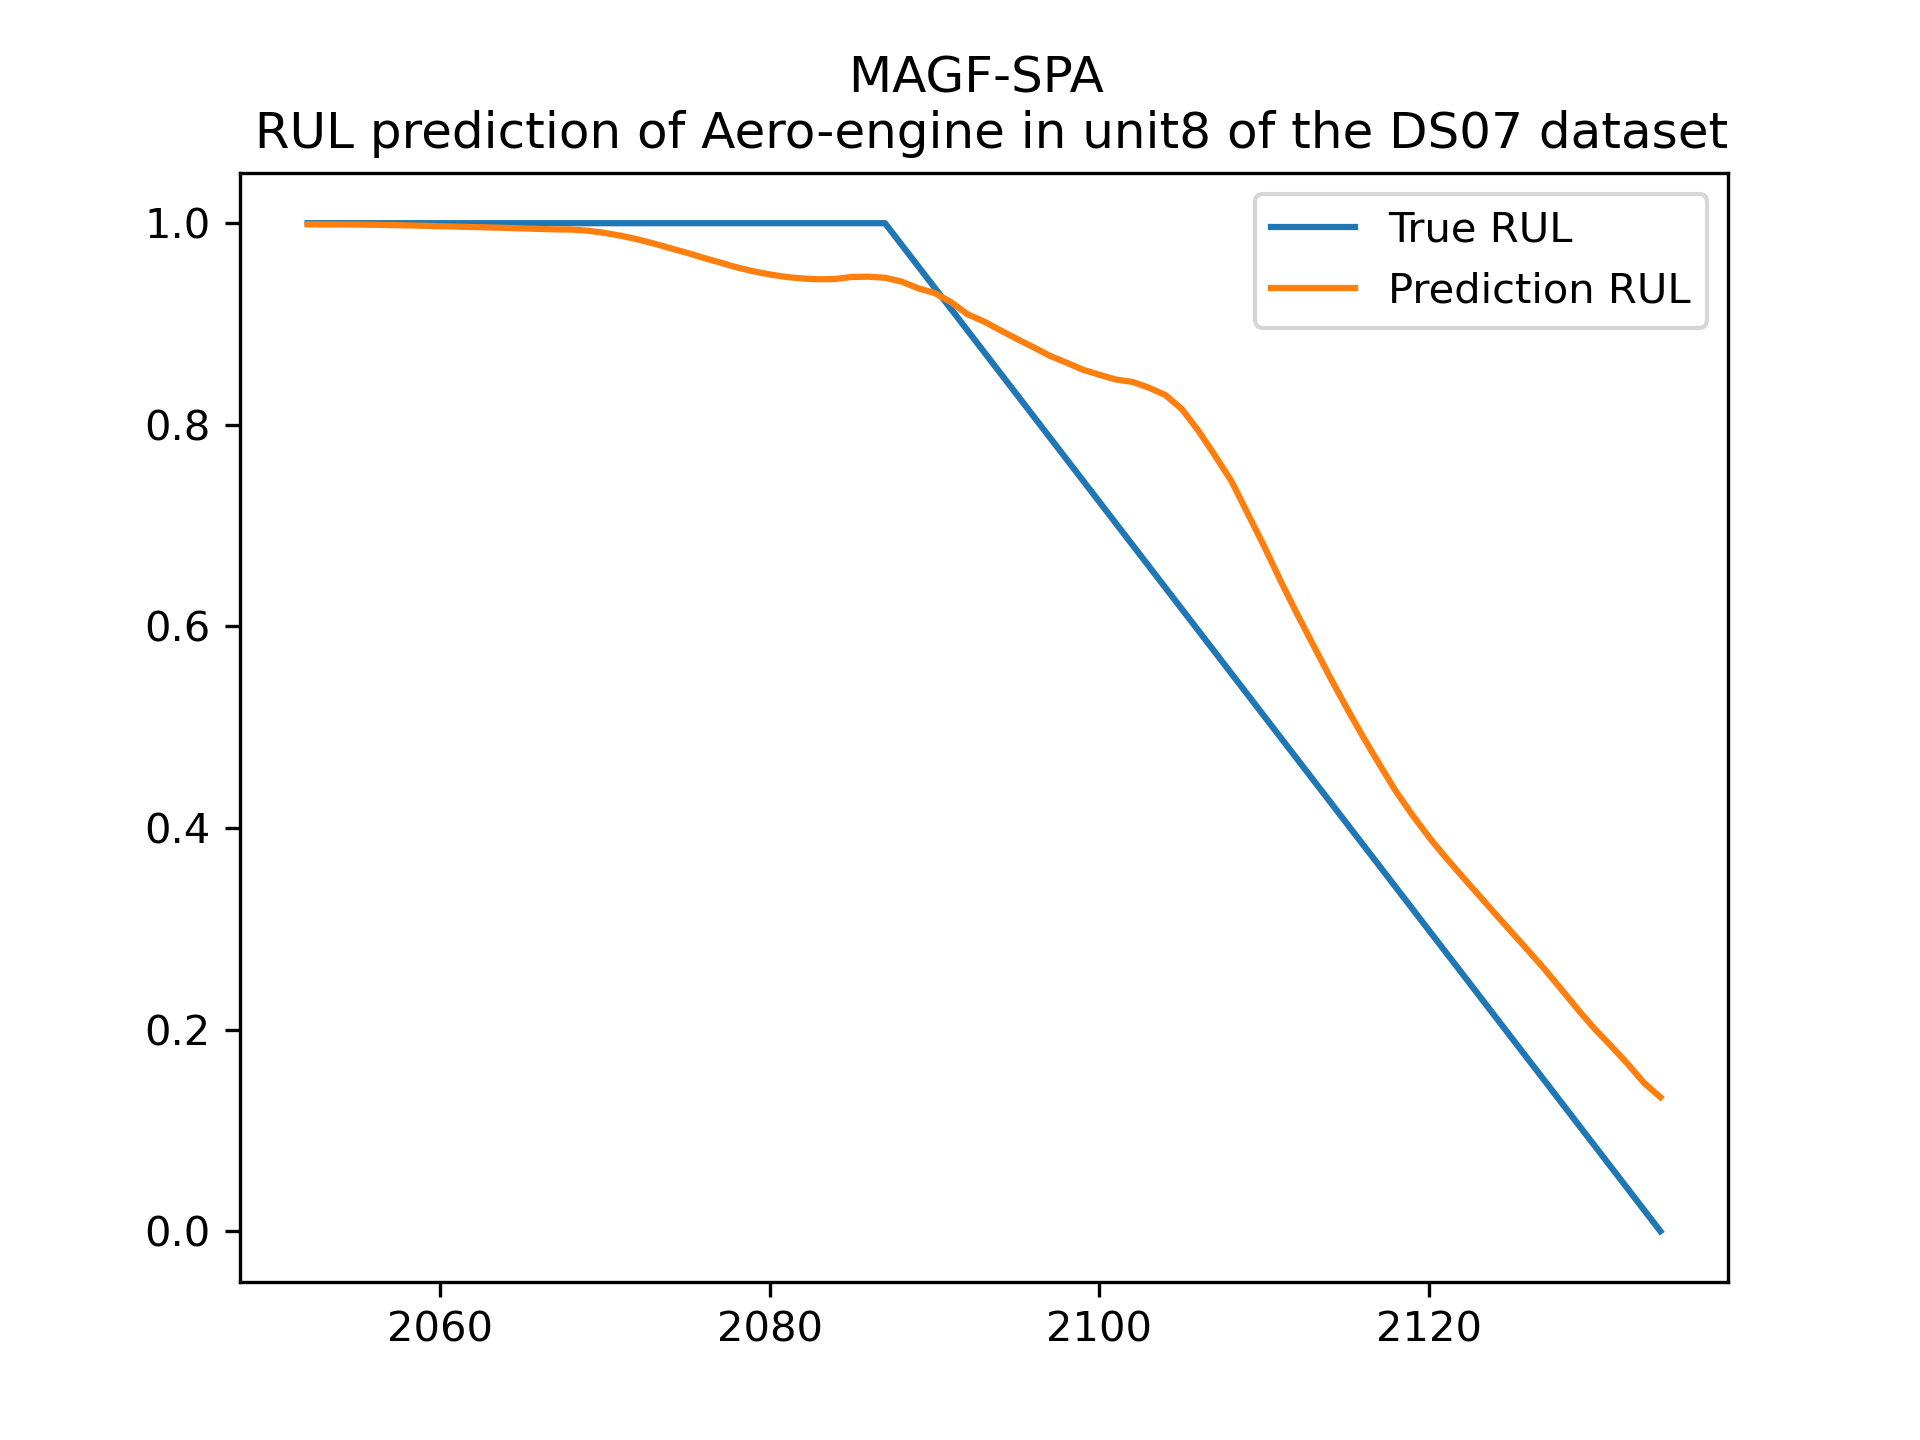 MAGF-SPA
RUL prediction of Aero-engine in unit8 of the DS07 dataset
True RUL
Prediction RUL
1.0
0.8
0.6
0.4
0.2
0.0
2060 2080 2100 2120